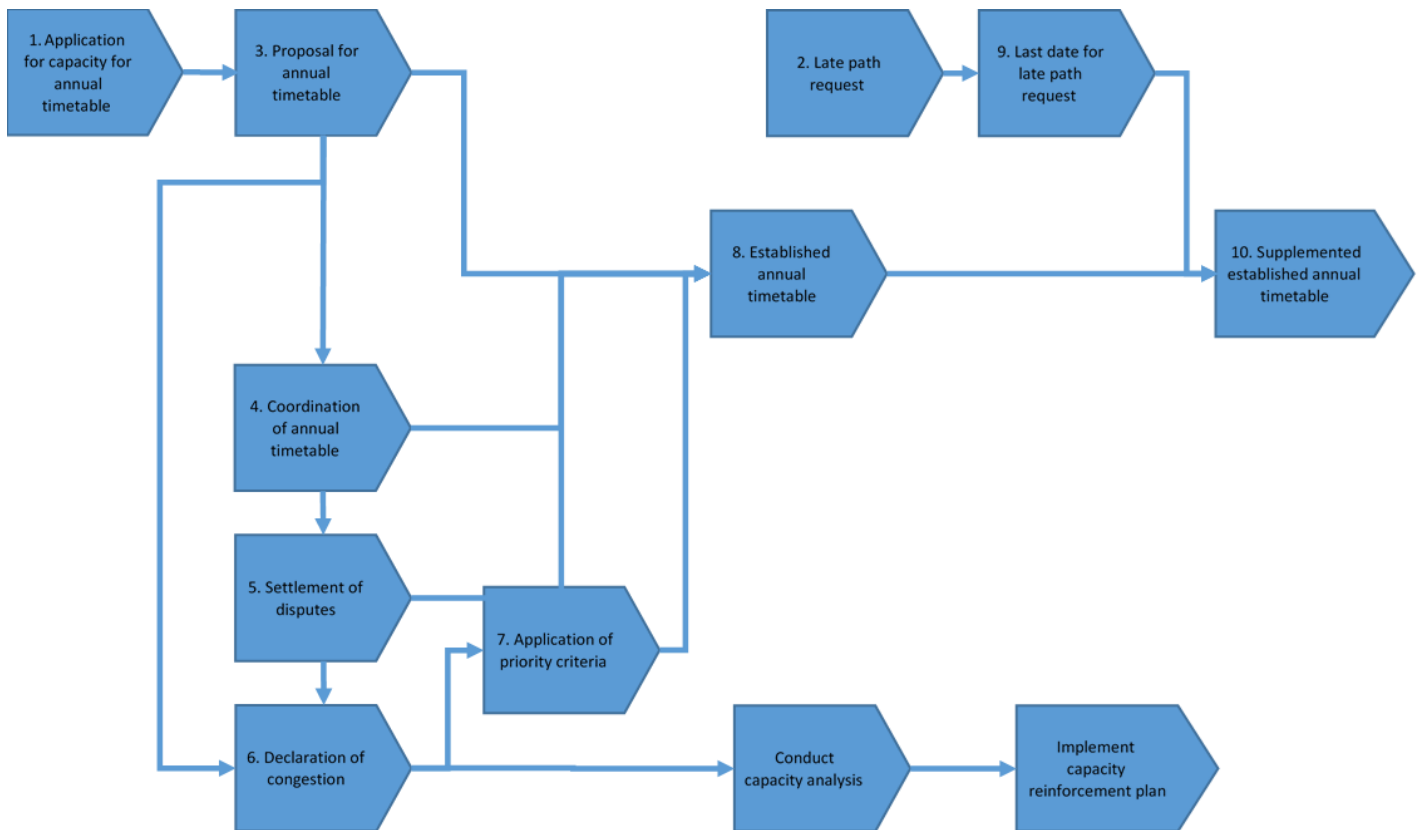 1. Application
for capacity for
annual
timetable
3. Proposal for
annual
timetable
2. Late path
request
9. Last date for
late path
request
8. Established
annual
timetable
10. Supplemented
established annual
timetable
4. Coordination
of annual
timetable
5. Settlement of
disputes
7. Application of
priority criteria
6. Declaration of
congestion
Conduct
capacity analysis
Implement
capacity
reinforcement plan